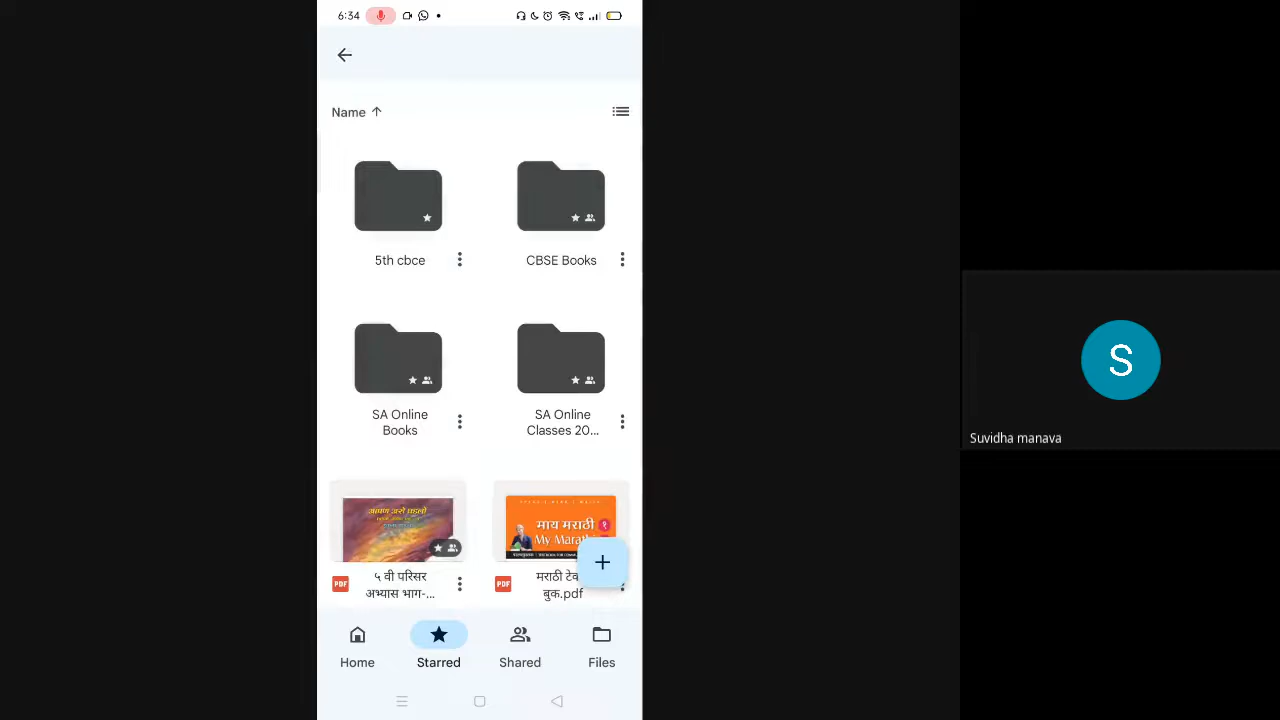 6:34
Name
5th cbce
CBSE Books
SA Online
Books
SA Online
Classes 20...
माय मराठी
My Marathi
PDF
५ वी परिसर
अभ्यास भाग-...
PDF
मराठी टेक
बुक.pdf
Home
Starred
Shared
Files
S
Suvidha manava